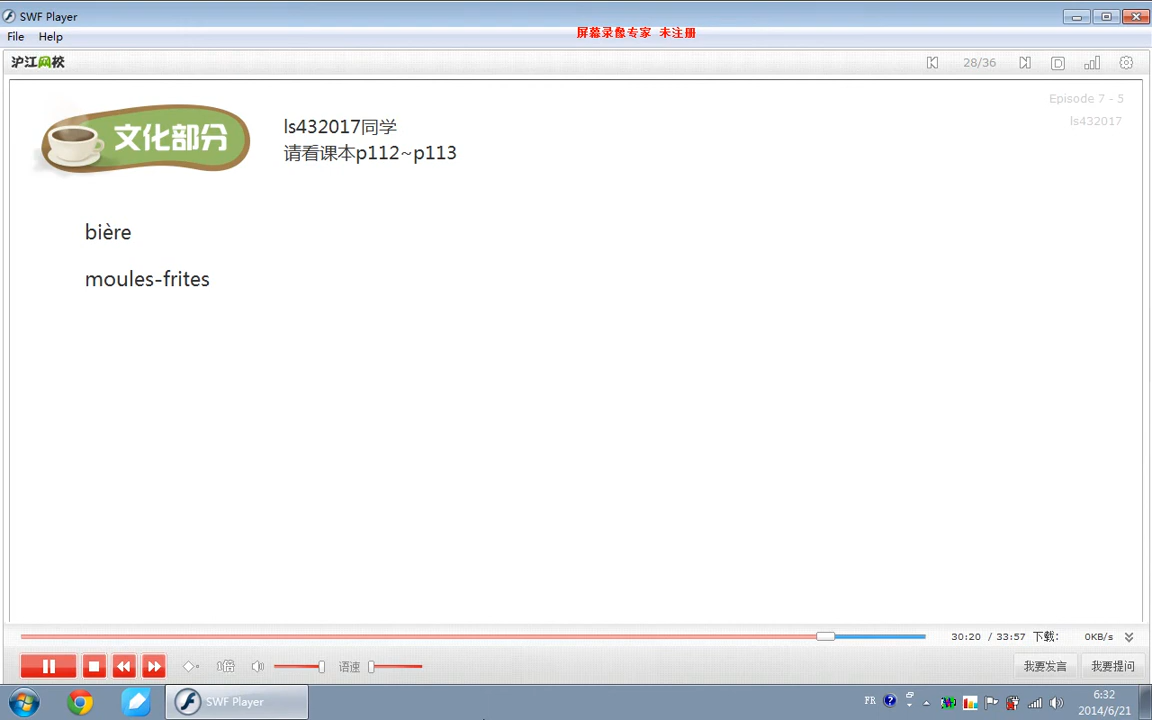 SWF Player
File Help
屏幕录像专家 未注册
沪江网校
28/36
Episode 7 - 5
ls432017
文化部分
ls432017同学
请看课本p112~p113
bière
moules-frites
30:20 / 33:57 下载: 0KB/s
1倍
语速
我要发言 我要提问
SWF Player
FR
6:32
2014/6/21